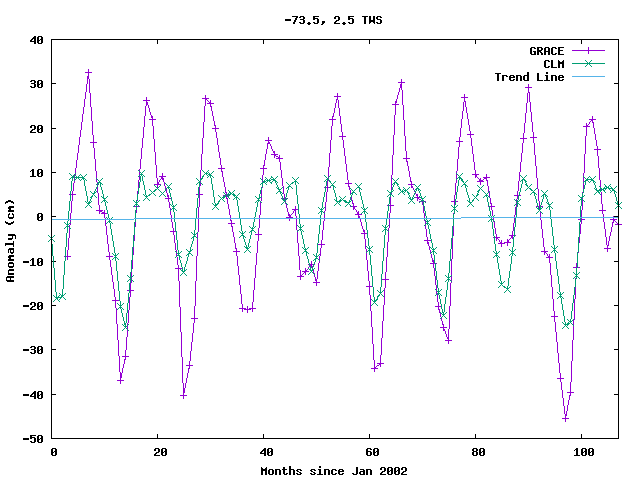 -73.5, 2.5 TWS
GRACE
CLM
Trend Line
40
30
20
10
0
-10
-20
-30
-40
-50
Anomaly (cm)
0 20 40 60 80 100
Months since Jan 2002